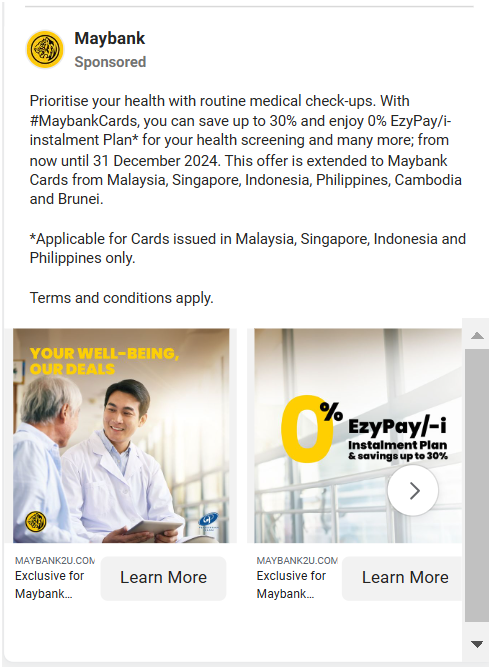 Maybank
Sponsored
Prioritise your health with routine medical check-ups. With
#MaybankCards, you can save up to 30% and enjoy 0% EzyPay/i-
instalment Plan* for your health screening and many more; from
now until 31 December 2024. This offer is extended to Maybank
Cards from Malaysia, Singapore, Indonesia, Philippines, Cambodia
and Brunei.
*Applicable for Cards issued in Malaysia, Singapore, Indonesia and
Philippines only.
Terms and conditions apply.
YOUR WELL-BEING,
OUR DEALS
0%
EzyPay/-i
Instalment Plan
& savings up to 30%
MAYBANK2U.COM
Exclusive for
Maybank...
Learn More
MAYBANK2U.COM
Exclusive for
Maybank...
Learn More